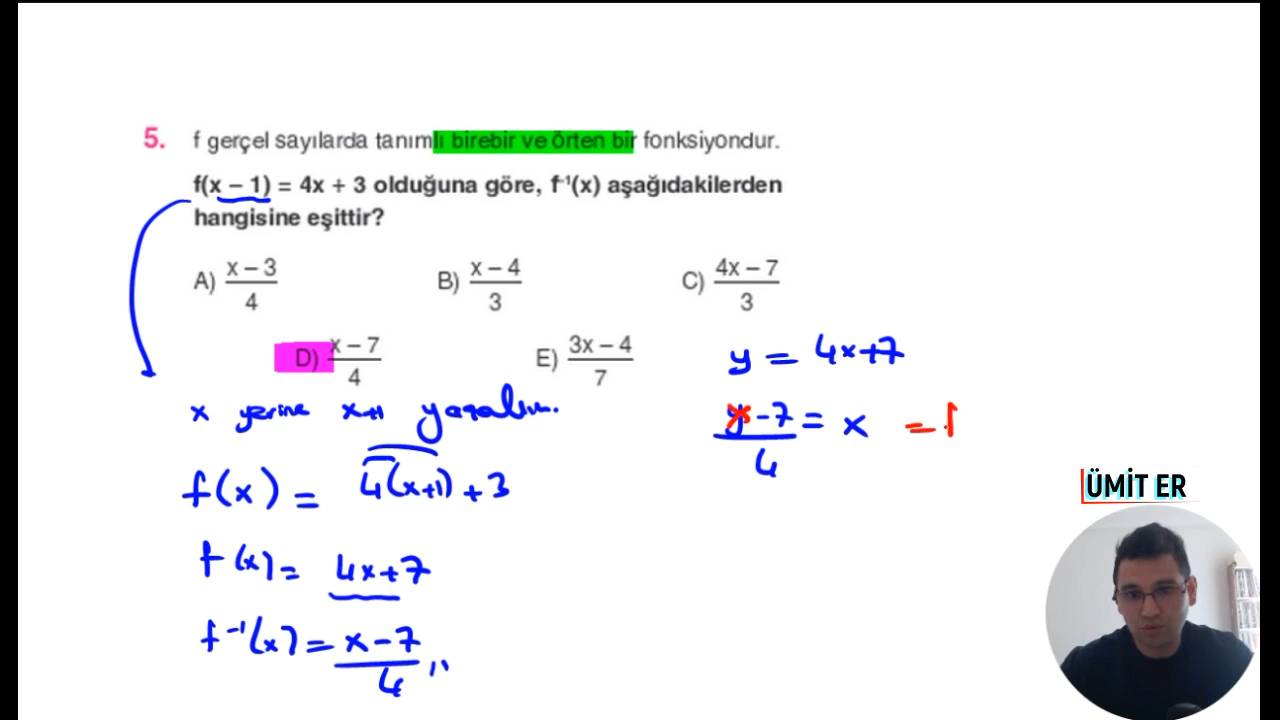 5. f gerçel sayılarda tanımlı birebir ve örten bir fonksiyondur.
f(x – 1) = 4x + 3 olduğuna göre, f⁻¹(x) aşağıdakilerden
hangisine eşittir?
A) (x – 3)/4 B) (x – 4)/3 C) (4x – 7)/3
D) (x – 7)/4 E) (3x – 4)/7
x yerine x+1 yazalım.
f(x) = 4(x+1)+3
f(x) = 4x+7
f⁻¹(x) = (x-7)/4 //
y = 4x+7
(y-7)/4 = x = f
ÜMİT ER